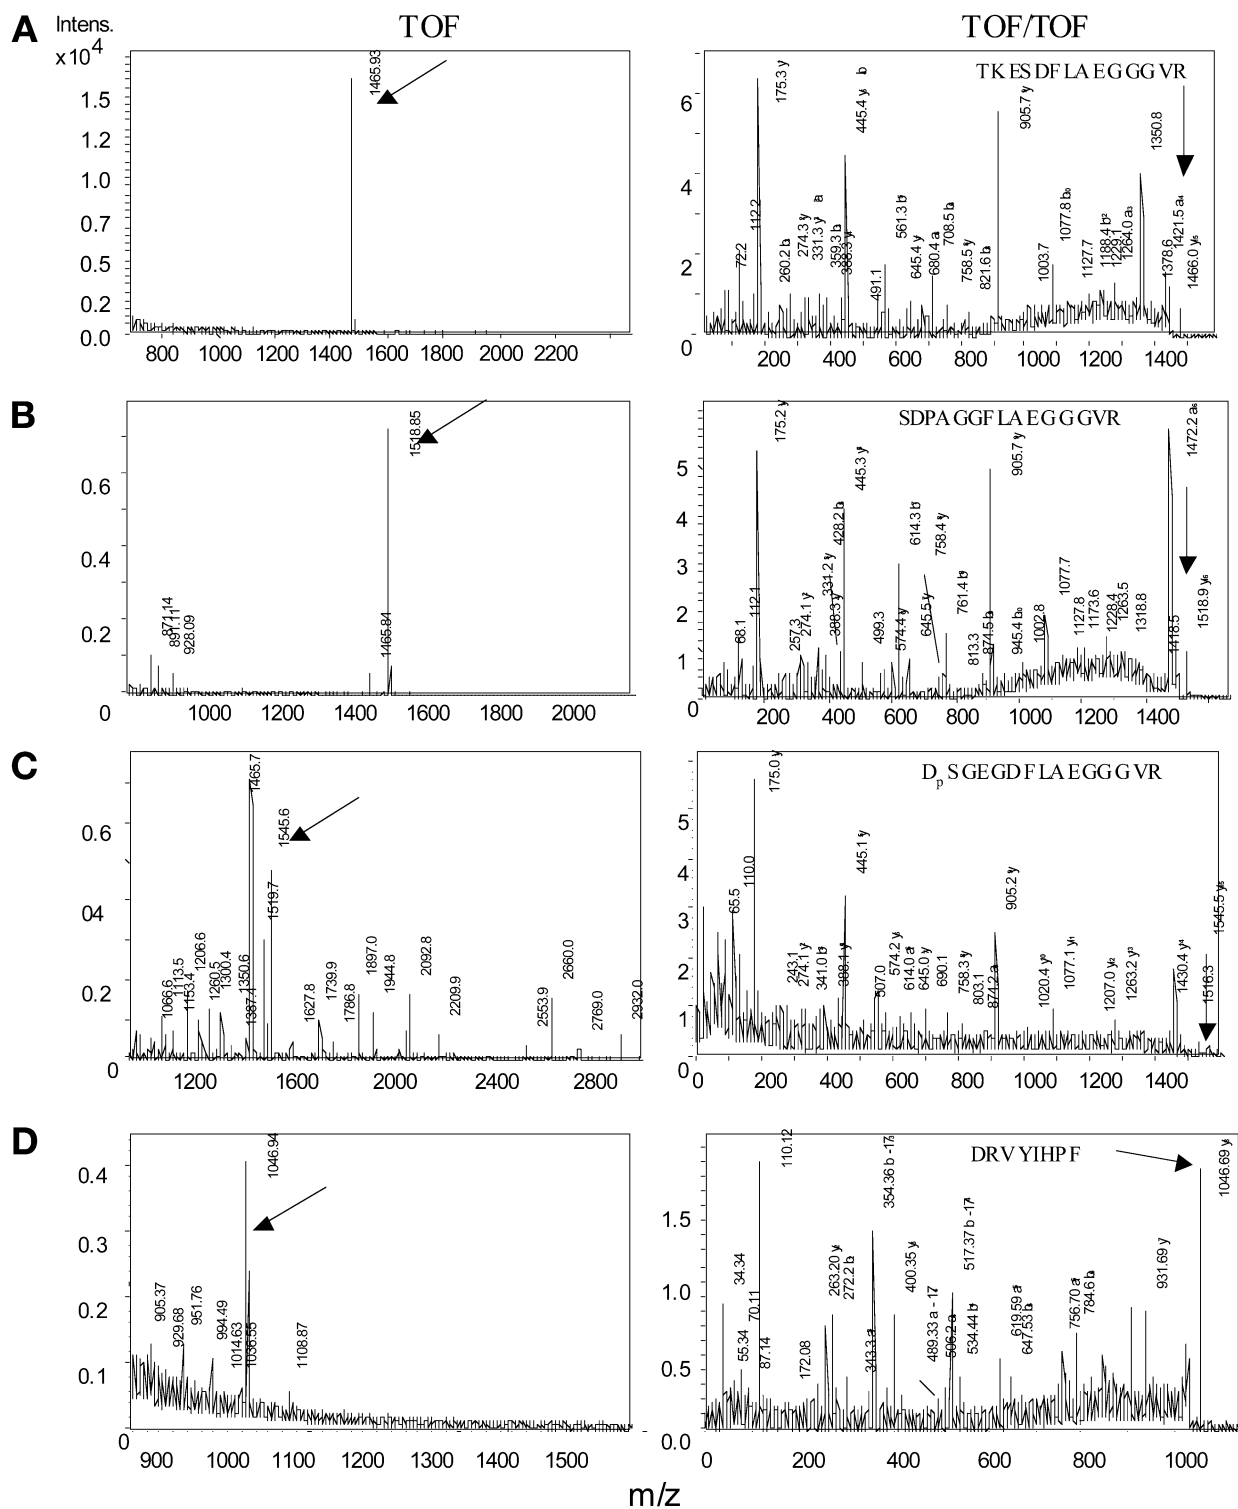 A
Intens.
x10⁴
TOF
TOF/TOF
1465.93
1.5
1.2
1.0
0.7
0.5
0.2
0.0
800 1000 1400 1600 1800 2000 2200
TKESDFLAEGGGVR
6
4
2
0
72.2
112.2
175.3 y
260.2 b
274.3 y
331.3 y a
359.3 b
388.3 y
445.4 y b
491.1
561.3 b
645.4 y
680.4 a
708.5 b
758.5 y
821.6 b
905.7 y
1003.7
1077.8 b
1127.7
1188.4 b
1229.1
1264.0 a
1350.8
1378.6
1421.5 a
1466.0 y
200 400 600 800 1000 1200 1400
B
0.6
0.4
0.2
0
871.14
891.11
928.09
1465.84
1518.85
1000 1200 1400 1600 1800 2000
SDPAGGFLAEGGGVR
5
4
3
2
1
0
68.1
112.1
175.2 y
257.3
274.1 y
331.2 y
388.3 y
428.2 b
445.3 y
499.3
574.4 y
614.3 b
645.5 y
758.4 y
761.4 b
813.3
874.5 b
905.7 y
945.4 b
1002.8
1077.7
1127.8
1173.6
1228.4
1263.5
1318.8
1418.5
1472.2 a
1518.9 y
0 200 400 600 800 1000 1200 1400
C
0.6
04
0.2
0
1066.6
1113.5
1153.4
1206.6
1260.5
1300.4
1350.6
1387.4
1465.7
1519.7
1545.6
1627.8
1739.9
1786.8
1897.0
1944.8
2092.8
2209.9
2553.9
2660.0
2769.0
2932.0
1200 1600 2000 2400 2800
DpSGEGDFLAEGGGVR
5
4
3
2
1
0
65.5
110.0
175.0 y
243.1
274.1 y
341.0 b
388.1 y
445.1 y
507.0
574.2 y
614.0 a
645.0 y
690.1
758.3 y
803.1
874.2 a
905.2 y
1020.4 y
1077.1 y
1207.0 y
1263.2 y
1430.4 y
1516.3
1545.5 y
0 200 400 600 800 1000 1200 1400
D
0.4
0.3
0.2
0.1
0
905.37
929.68
951.76
994.49
1014.63
1036.55
1046.94
1108.87
900 1000 1100 1200 1300 1400 1500
DRVYIHPF
1.5
1.0
0.5
0.0
34.34
55.34
70.11
87.14
110.12
172.08
263.20 y
272.2 b
343.3 a
354.36 b -17
400.35 y
489.33 a - 17
506.2 a
517.37 b -17
534.44 b
619.59 a
647.53 b
756.70 a
784.6 b
931.69 y
1046.69 y
0 200 400 600 600 1000
m/z